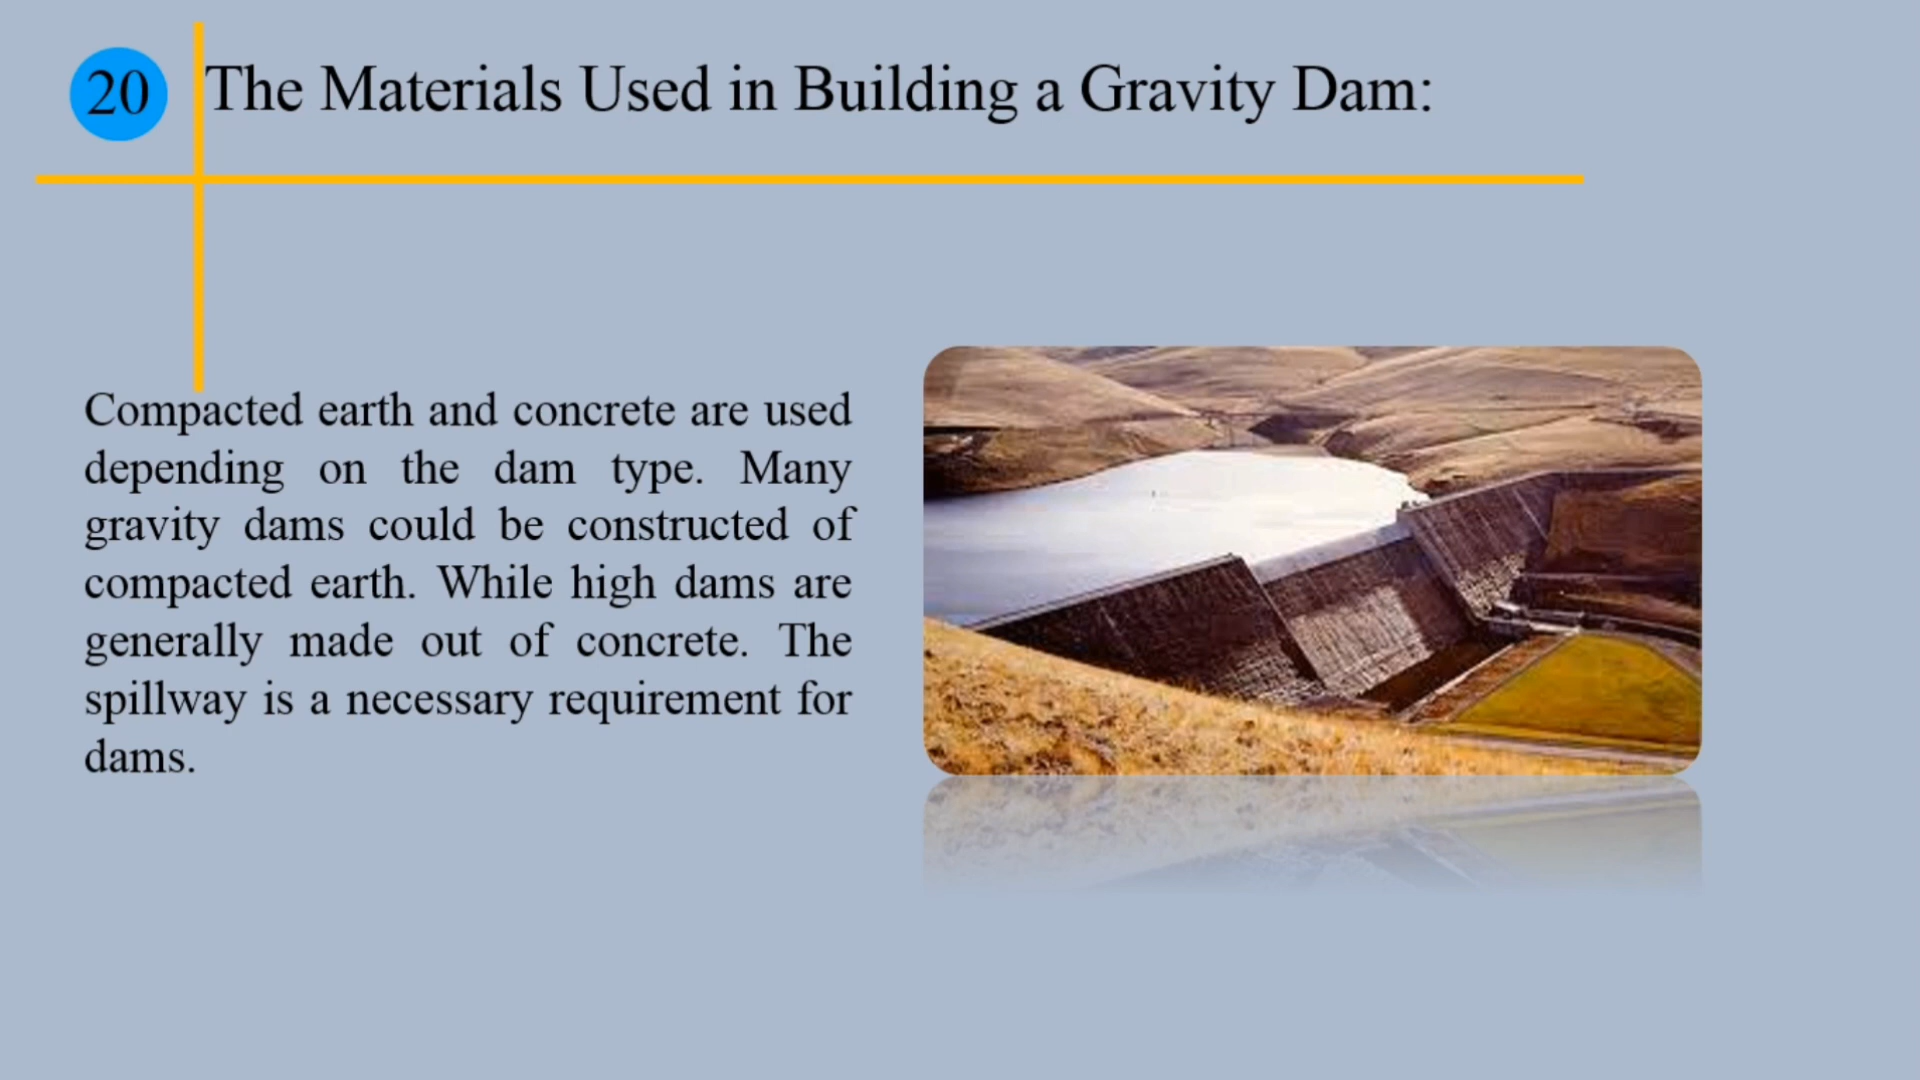 20
The Materials Used in Building a Gravity Dam:
Compacted earth and concrete are used
depending on the dam type. Many
gravity dams could be constructed of
compacted earth. While high dams are
generally made out of concrete. The
spillway is a necessary requirement for
dams.